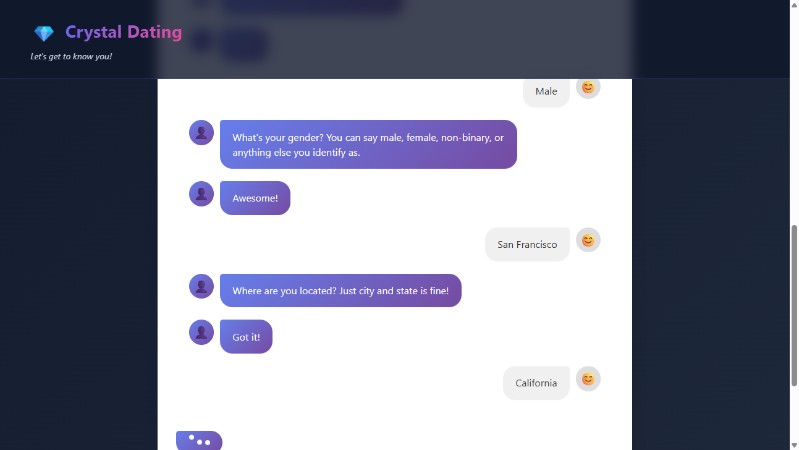 Crystal Dating
Let's get to know you!
Male
What's your gender? You can say male, female, non-binary, or
anything else you identify as.
Awesome!
San Francisco
Where are you located? Just city and state is fine!
Got it!
California